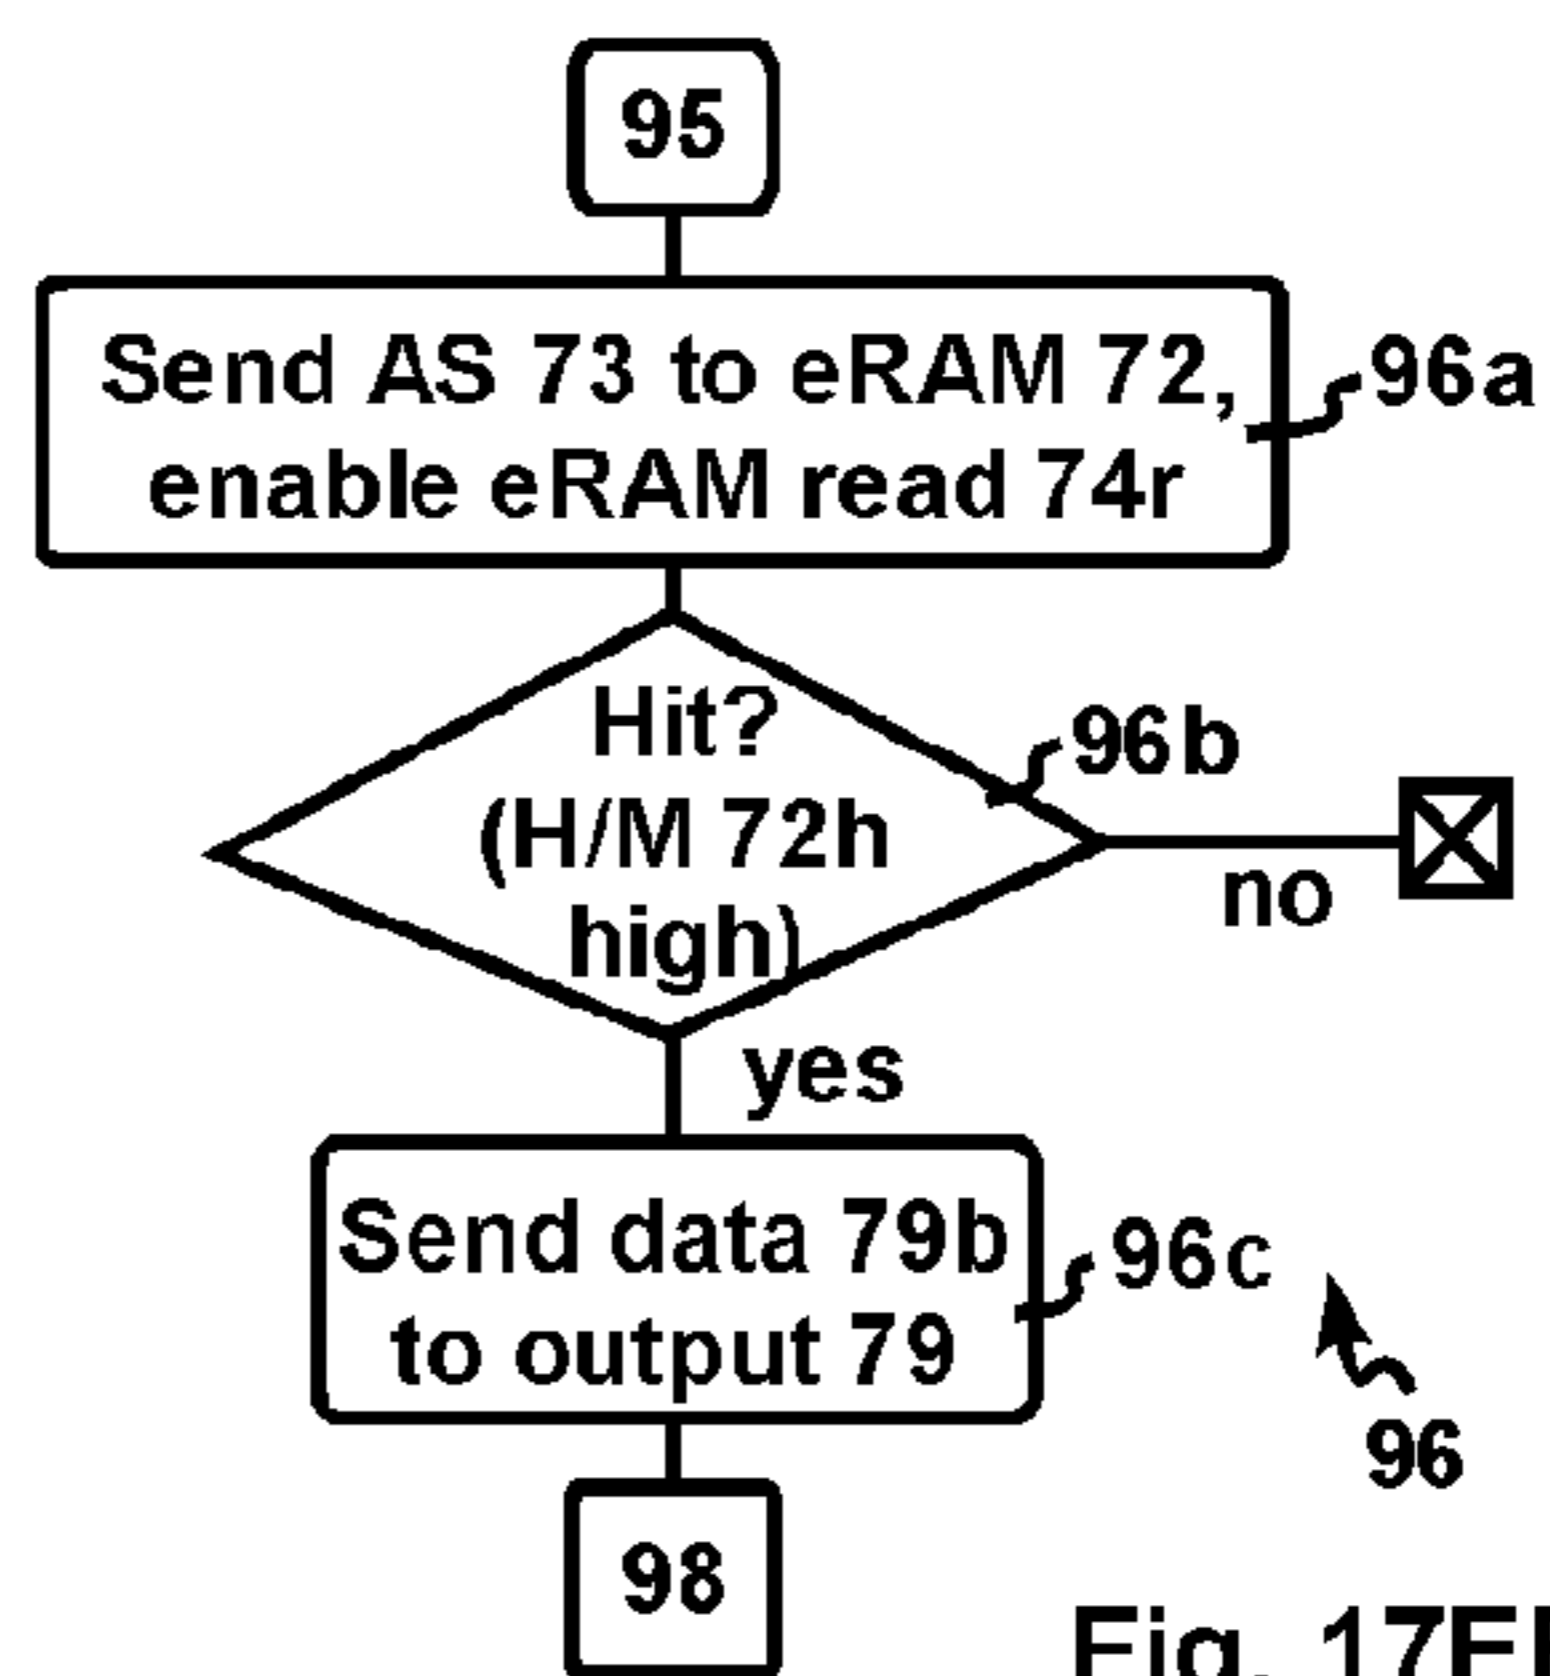 95
Send AS 73 to eRAM 72,
enable eRAM read 74r
96a
Hit?
(H/M 72h
high)
96b
no
yes
Send data 79b
to output 79
96c
96
98
Fig.